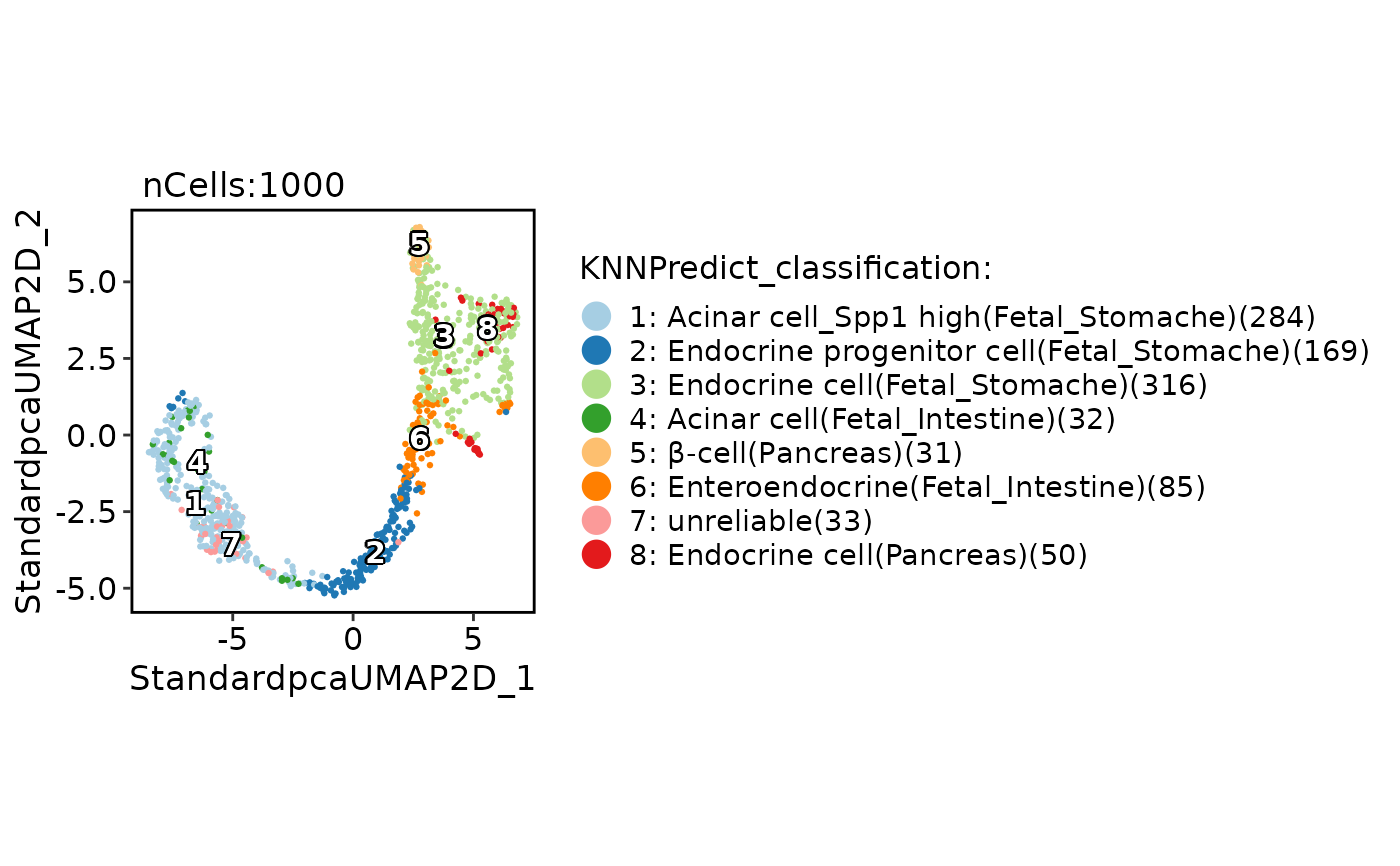 nCells:1000
StandardpcaUMAP2D_2
5.0
2.5
0.0
-2.5
-5.0
5
3
8
6
4
1
7
2
-5
0
5
StandardpcaUMAP2D_1
KNNPredict_classification:
1: Acinar cell_Spp1 high(Fetal_Stomache)(284)
2: Endocrine progenitor cell(Fetal_Stomache)(169)
3: Endocrine cell(Fetal_Stomache)(316)
4: Acinar cell(Fetal_Intestine)(32)
5: β-cell(Pancreas)(31)
6: Enteroendocrine(Fetal_Intestine)(85)
7: unreliable(33)
8: Endocrine cell(Pancreas)(50)